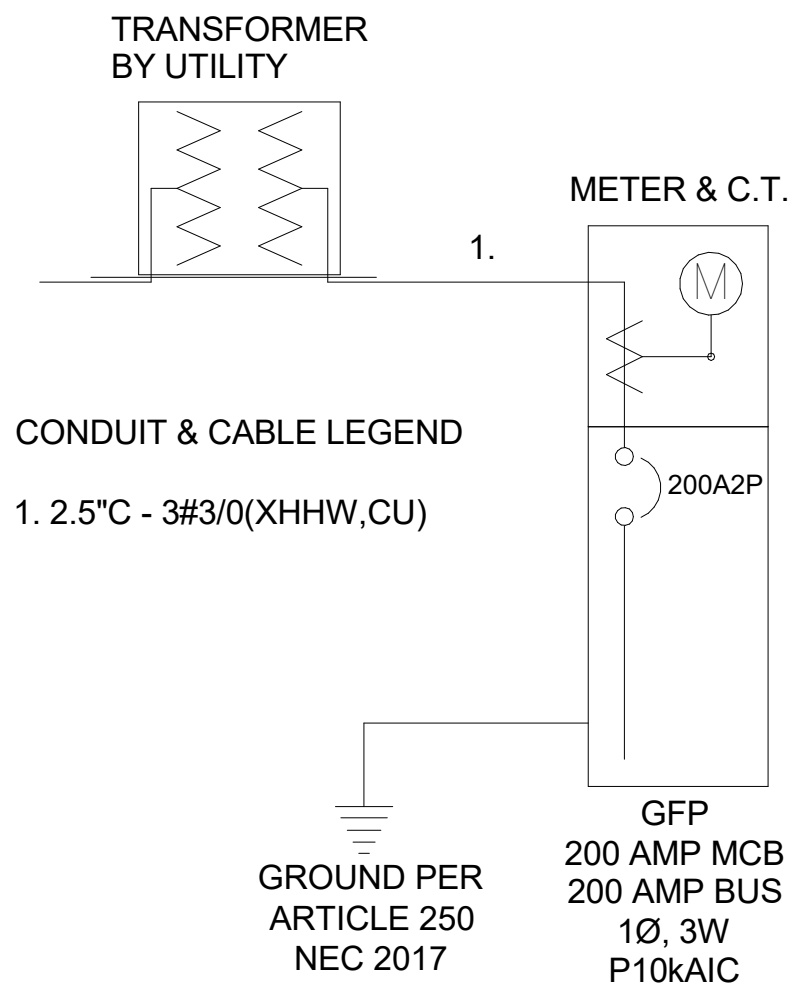 TRANSFORMER
BY UTILITY
METER & C.T.
1.
M
CONDUIT & CABLE LEGEND
200A2P
1. 2.5"C - 3#3/0(XHHW,CU)
GROUND PER
ARTICLE 250
NEC 2017
GFP
200 AMP MCB
200 AMP BUS
1Ø, 3W
P10kAIC